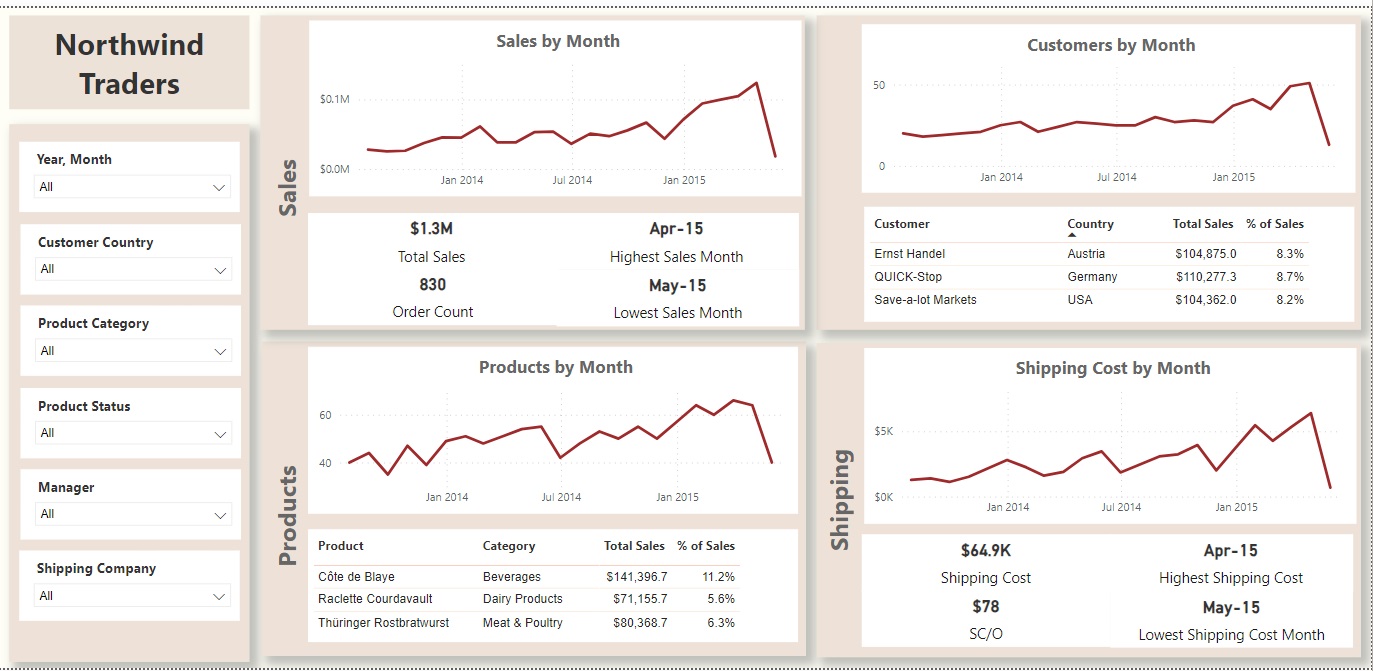 Northwind
Traders
Year, Month
All
Customer Country
All
Product Category
All
Product Status
All
Manager
All
Shipping Company
All
Sales
Sales by Month
$0.1M
$0.0M
Jan 2014 Jul 2014 Jan 2015
$1.3M Apr-15
Total Sales Highest Sales Month
830 May-15
Order Count Lowest Sales Month
Customers by Month
50
0
Jan 2014 Jul 2014 Jan 2015
Customer Country Total Sales % of Sales
Ernst Handel Austria $104,875.0 8.3%
QUICK-Stop Germany $110,277.3 8.7%
Save-a-lot Markets USA $104,362.0 8.2%
Products
Products by Month
60
40
Jan 2014 Jul 2014 Jan 2015
Product Category Total Sales % of Sales
Côte de Blaye Beverages $141,396.7 11.2%
Raclette Courdavault Dairy Products $71,155.7 5.6%
Thüringer Rostbratwurst Meat & Poultry $80,368.7 6.3%
Shipping
Shipping Cost by Month
$5K
$0K
Jan 2014 Jul 2014 Jan 2015
$64.9K Apr-15
Shipping Cost Highest Shipping Cost
$78 May-15
SC/O Lowest Shipping Cost Month